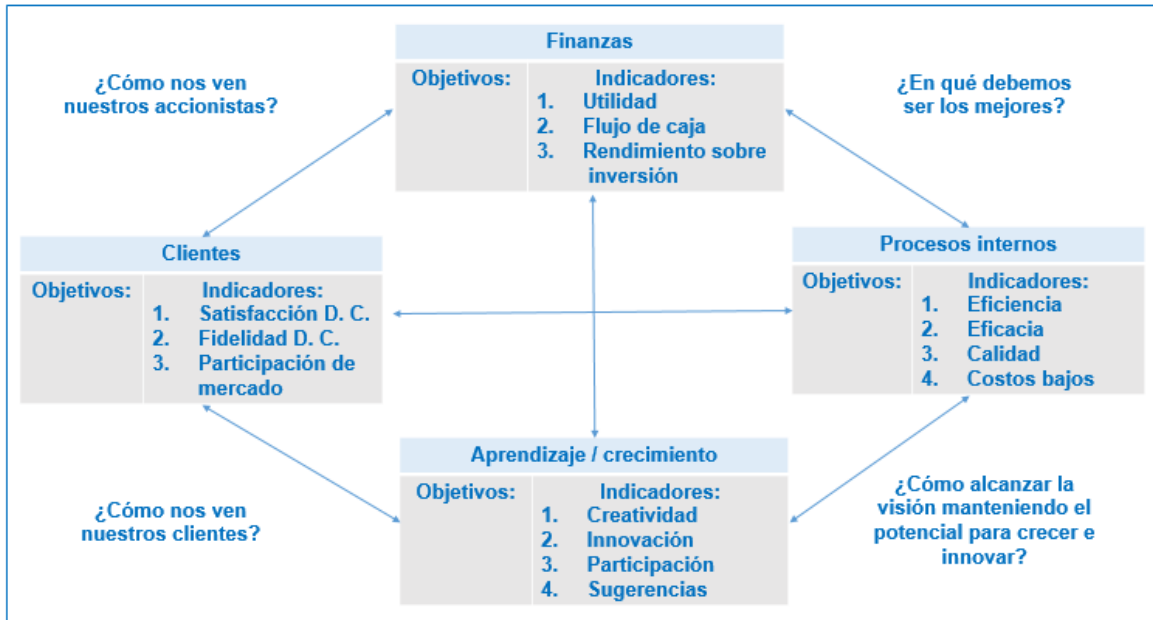 Finanzas
Objetivos:
Indicadores:
1. Utilidad
2. Flujo de caja
3. Rendimiento sobre
inversión
¿Cómo nos ven
nuestros accionistas?
¿En qué debemos
ser los mejores?
Clientes
Objetivos:
Indicadores:
1. Satisfacción D. C.
2. Fidelidad D. C.
3. Participación de
mercado
Procesos internos
Objetivos:
Indicadores:
1. Eficiencia
2. Eficacia
3. Calidad
4. Costos bajos
Aprendizaje / crecimiento
Objetivos:
Indicadores:
1. Creatividad
2. Innovación
3. Participación
4. Sugerencias
¿Cómo nos ven
nuestros clientes?
¿Cómo alcanzar la
visión manteniendo el
potencial para crecer e
innovar?